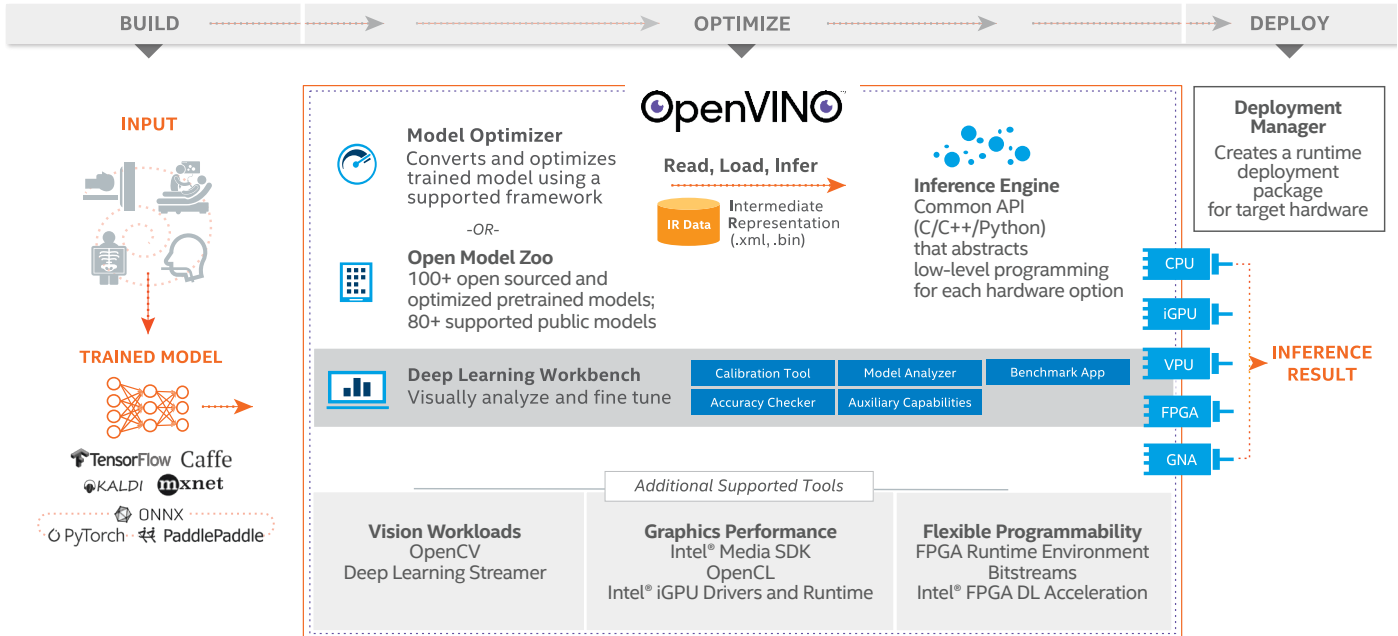 BUILD
OPTIMIZE
DEPLOY
INPUT
TRAINED MODEL
TensorFlow Caffe
KALDI mxnet
ONNX
PyTorch PaddlePaddle
OpenVINO
™
Model Optimizer
Converts and optimizes
trained model using a
supported framework
-OR-
Open Model Zoo
100+ open sourced and
optimized pretrained models;
80+ supported public models
Read, Load, Infer
IR Data
Intermediate
Representation
(.xml, .bin)
Inference Engine
Common API
(C/C++/Python)
that abstracts
low-level programming
for each hardware option
Deep Learning Workbench
Visually analyze and fine tune
Calibration Tool
Model Analyzer
Benchmark App
Accuracy Checker
Auxiliary Capabilities
Additional Supported Tools
Vision Workloads
OpenCV
Deep Learning Streamer
Graphics Performance
Intel® Media SDK
OpenCL
Intel® iGPU Drivers and Runtime
Flexible Programmability
FPGA Runtime Environment
Bitstreams
Intel® FPGA DL Acceleration
Deployment
Manager
Creates a runtime
deployment
package
for target hardware
CPU
iGPU
VPU
FPGA
GNA
INFERENCE
RESULT